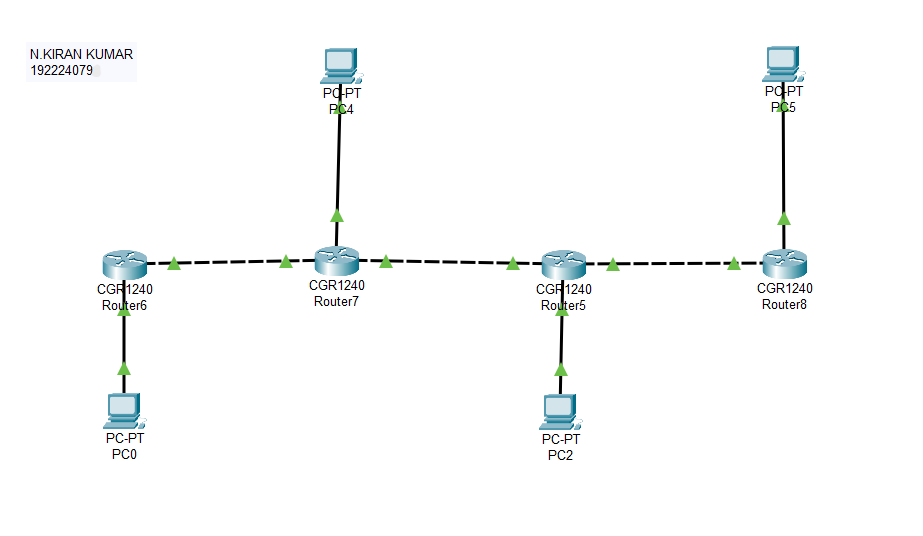 N.KIRAN KUMAR
192224079
PC-PT
PC4
PC-PT
PC5
CGR1240
Router6
CGR1240
Router7
CGR1240
Router5
CGR1240
Router8
PC-PT
PC0
PC-PT
PC2